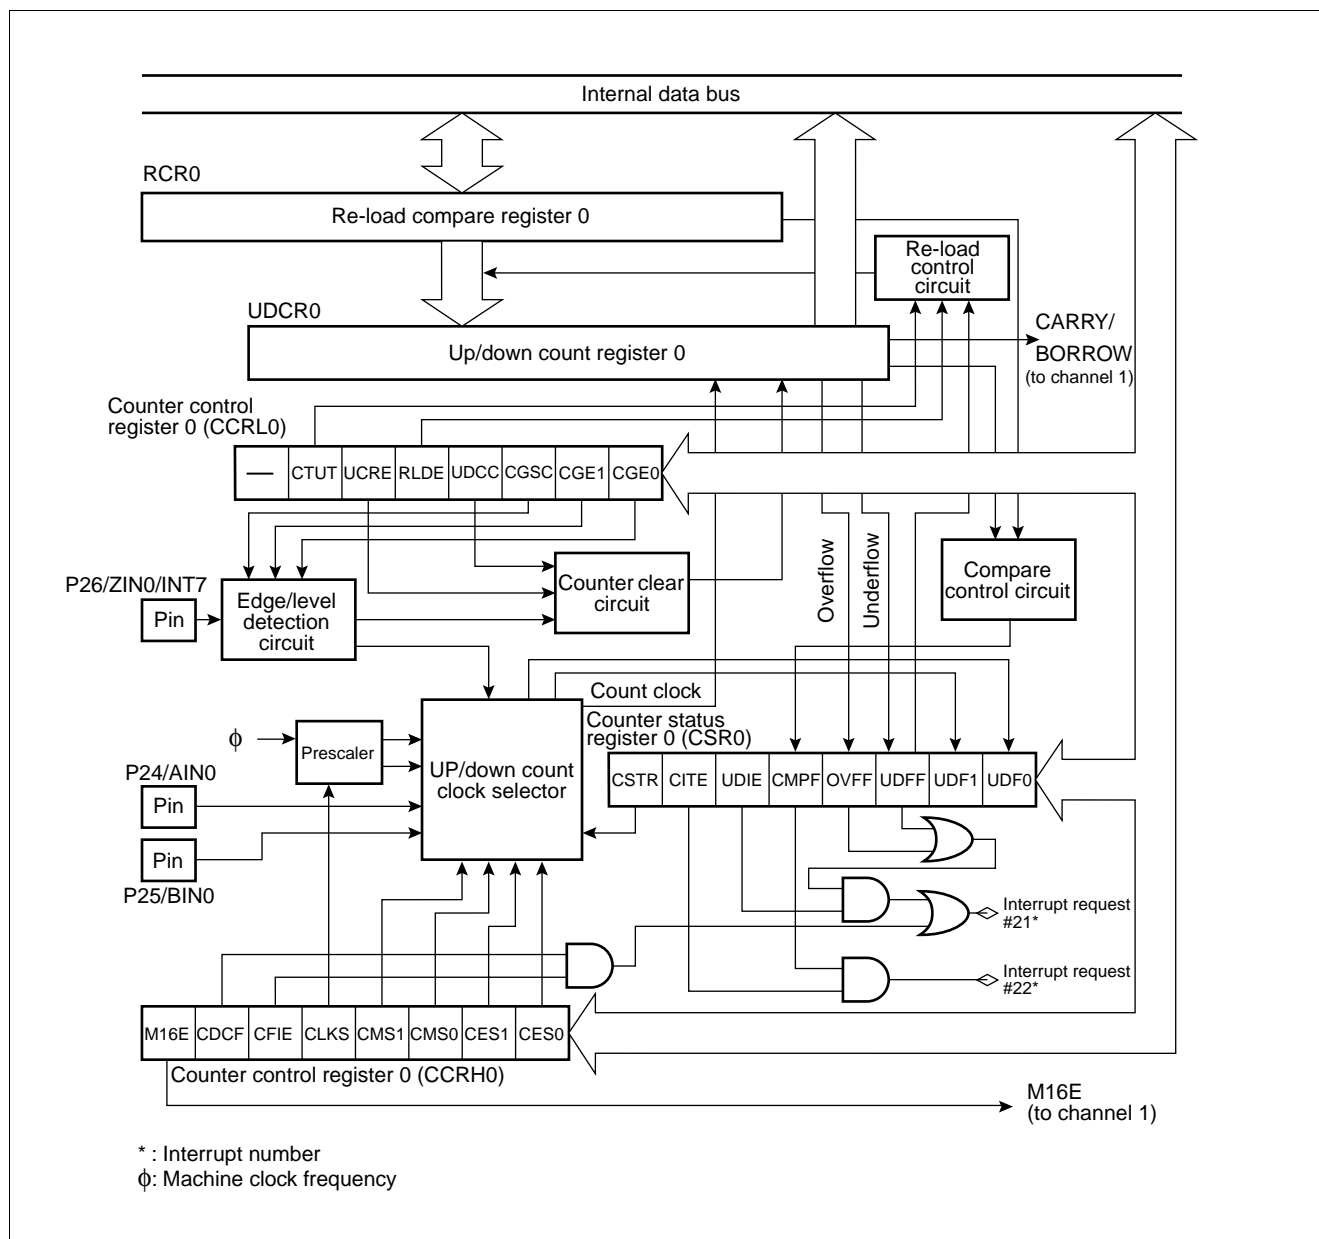 Internal data bus
RCR0
Re-load compare register 0
Re-load
control
circuit
UDCR0
CARRY/
BORROW
(to channel 1)
Up/down count register 0
Counter control
register 0 (CCRL0)
— CTUT UCRE RLDE UDCC CGSC CGE1 CGE0
Overflow
Underflow
Compare
control circuit
P26/ZIN0/INT7
Pin
Edge/level
detection
circuit
Counter clear
circuit
Count clock
Counter status
register 0 (CSR0)
ϕ
Prescaler
UP/down count
clock selector
CSTR CITE UDIE CMPF OVFF UDFF UDF1 UDF0
P24/AIN0
Pin
Pin
P25/BIN0
Interrupt request
#21*
Interrupt request
#22*
M16E CDCF CFIE CLKS CMS1 CMS0 CES1 CES0
Counter control register 0 (CCRH0)
M16E
(to channel 1)
* : Interrupt number
ϕ: Machine clock frequency